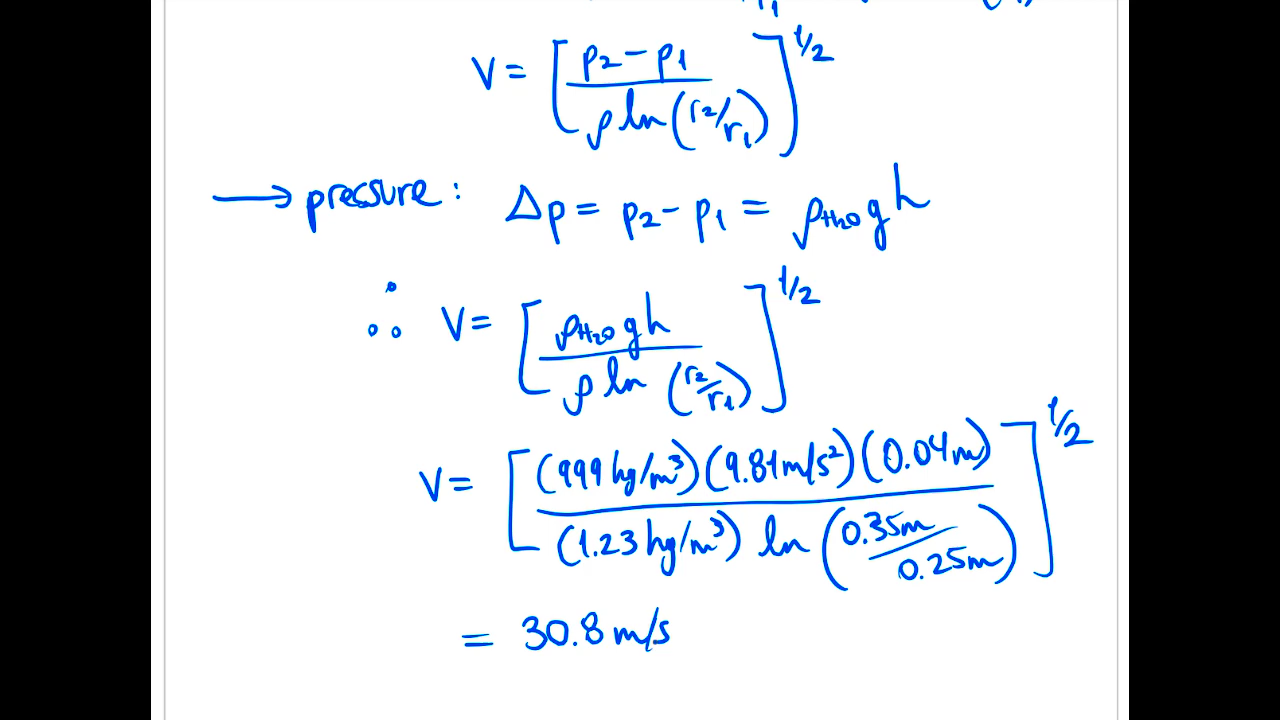 V = [ p₂ − p₁ / ρ ln(r₂/r₁) ]^1/2
⟶ pressure: Δp = p₂ − p₁ = ρH₂O g h
∴ V = [ ρH₂O g h / ρ ln (r₂/r₁) ]^1/2
V = [ (999 kg/m³)(9.81 m/s²)(0.04 m) / (1.23 kg/m³) ln (0.35m/0.25m) ]^1/2
= 30.8 m/s